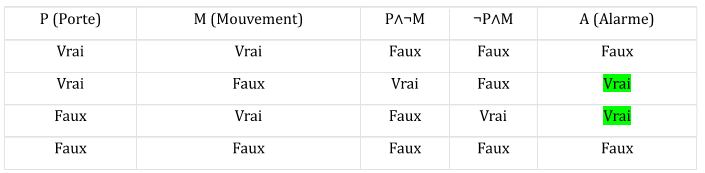 P (Porte) M (Mouvement) P∧¬M ¬P∧M A (Alarme)
Vrai Vrai Faux Faux Faux
Vrai Faux Vrai Faux Vrai
Faux Vrai Faux Vrai Vrai
Faux Faux Faux Faux Faux